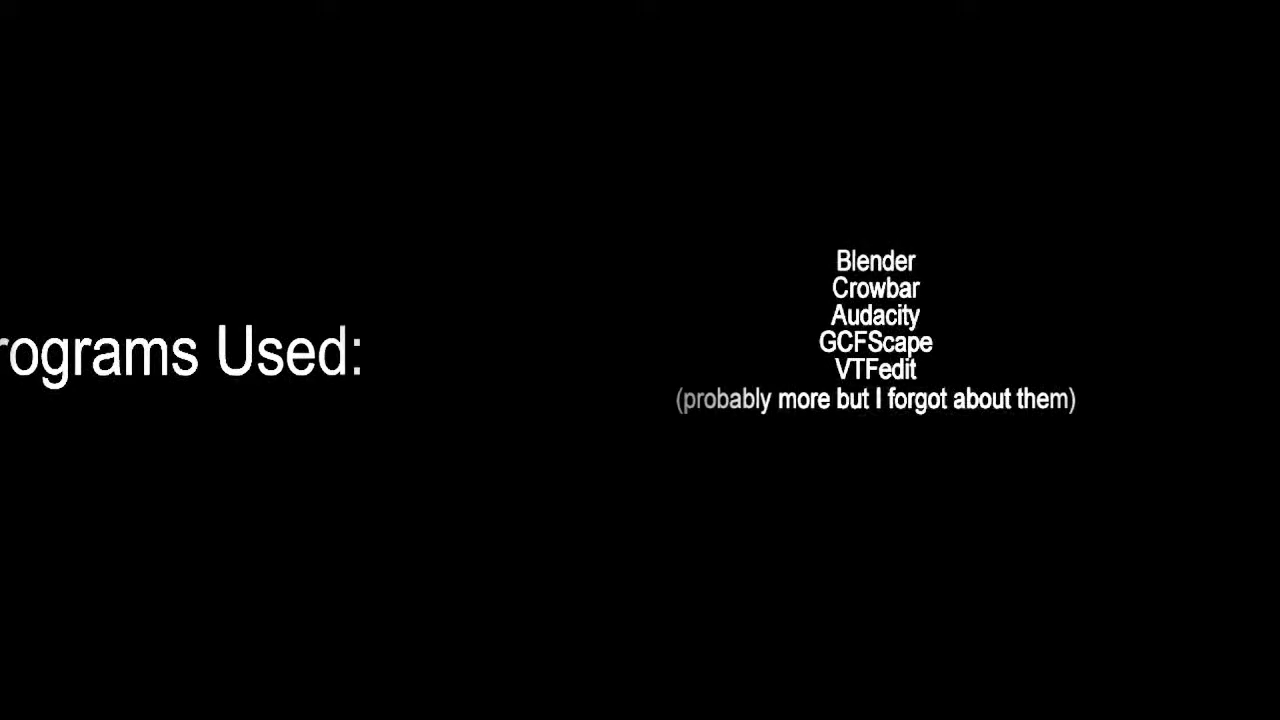 rograms Used:
Blender
Crowbar
Audacity
GCFScape
VTFedit
(probably more but I forgot about them)